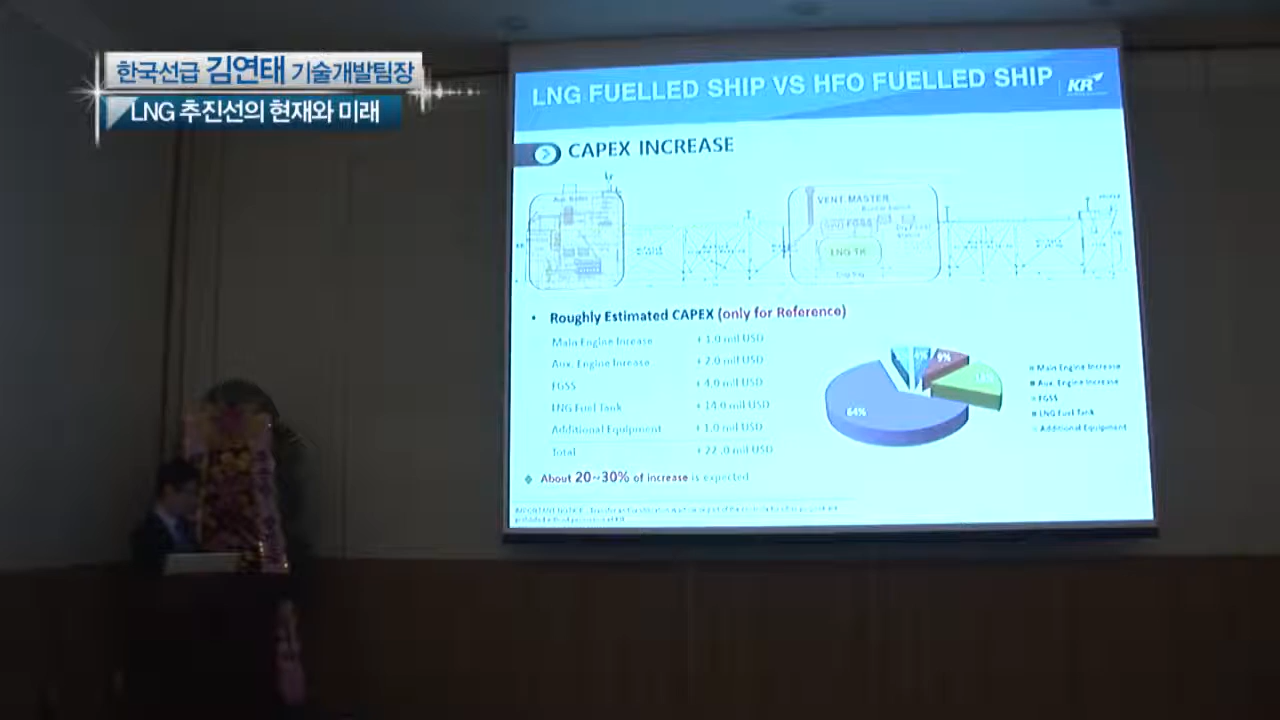 한국선급 김연태 기술개발팀장
LNG 추진선의 현재와 미래
LNG FUELLED SHIP VS HFO FUELLED SHIP
KR
CAPEX INCREASE
VENT MASTER
LNG TK
• Roughly Estimated CAPEX (only for Reference)
Main Engine Incease + 1.0 mil USD
Aux. Engine Incease + 2.0 mil USD
FGSS + 4.0 mil USD
LNG Fuel Tank + 14.0 mil USD
Additional Equipment + 1.0 mil USD
Total + 22.0 mil USD
64%
9%
Main Engine Increase
Aux. Engine Increase
FGSS
LNG Fuel Tank
Additional Equipment
About 20~30% of increase is expected